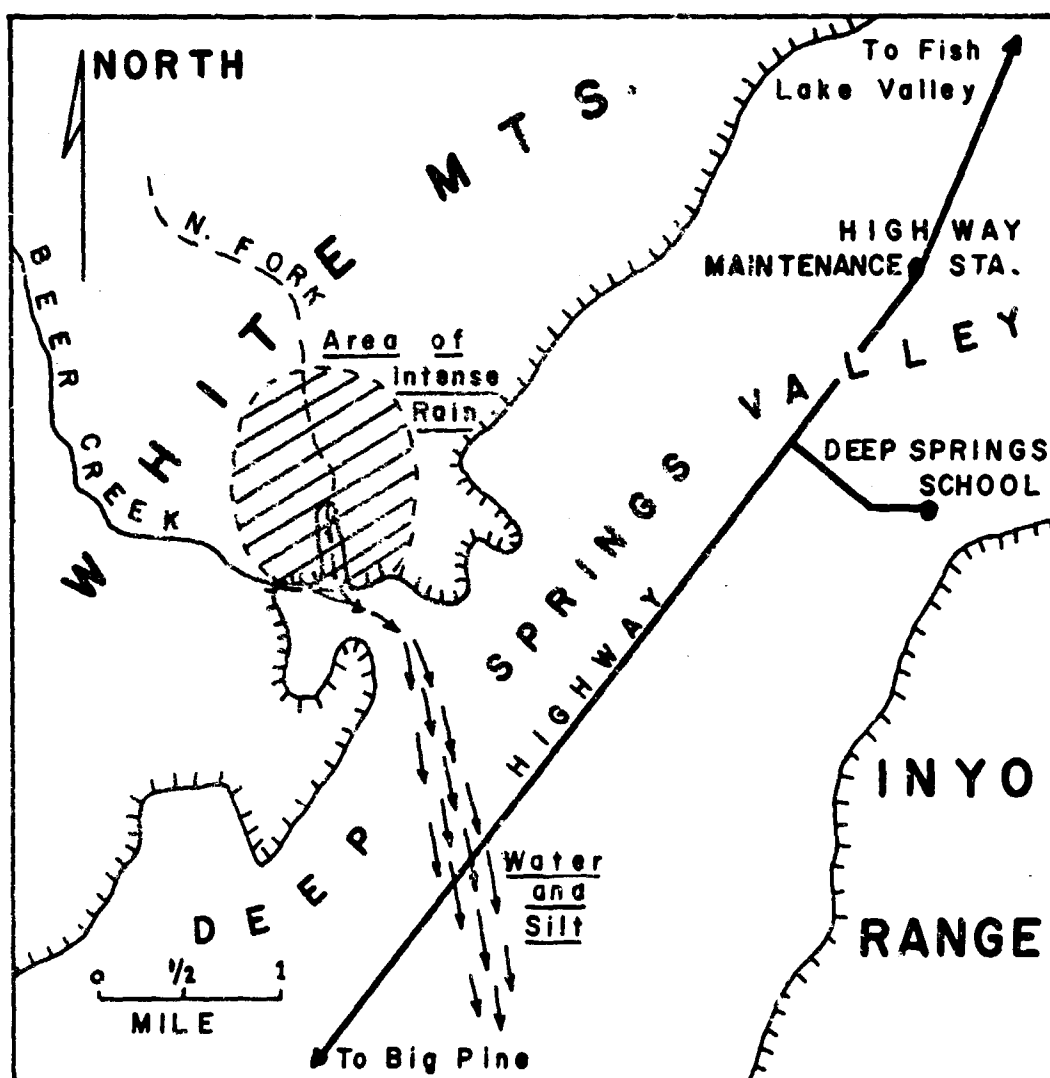 NORTH
To Fish
Lake Valley
WHITE MTS.
N. FORK
BEER CREEK
HIGHWAY
MAINTENANCE STA.
Area of
Intense
Rain
DEEP SPRINGS VALLEY
DEEP SPRINGS
SCHOOL
HIGHWAY
INYO
RANGE
Water
and
Silt
0 1/2 1
MILE
To Big Pine